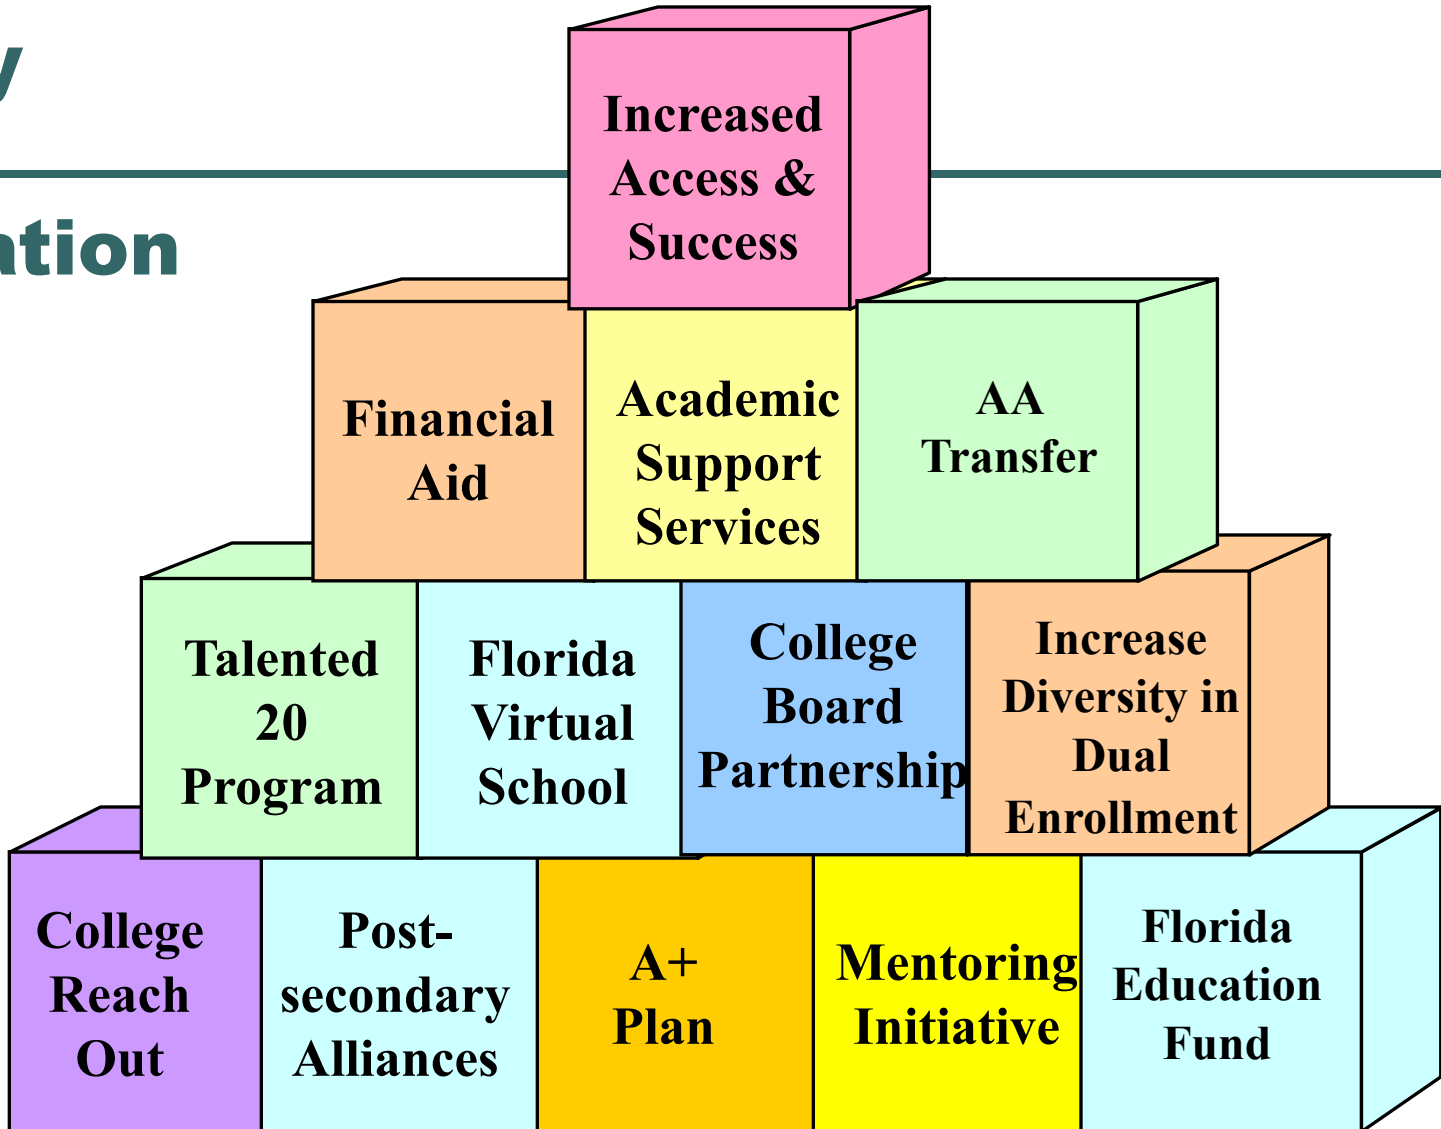 y
ation
Increased
Access &
Success
Financial
Aid
Academic
Support
Services
AA
Transfer
Talented
20
Program
Florida
Virtual
School
College
Board
Partnership
Increase
Diversity in
Dual
Enrollment
College
Reach
Out
Post-
secondary
Alliances
A+
Plan
Mentoring
Initiative
Florida
Education
Fund